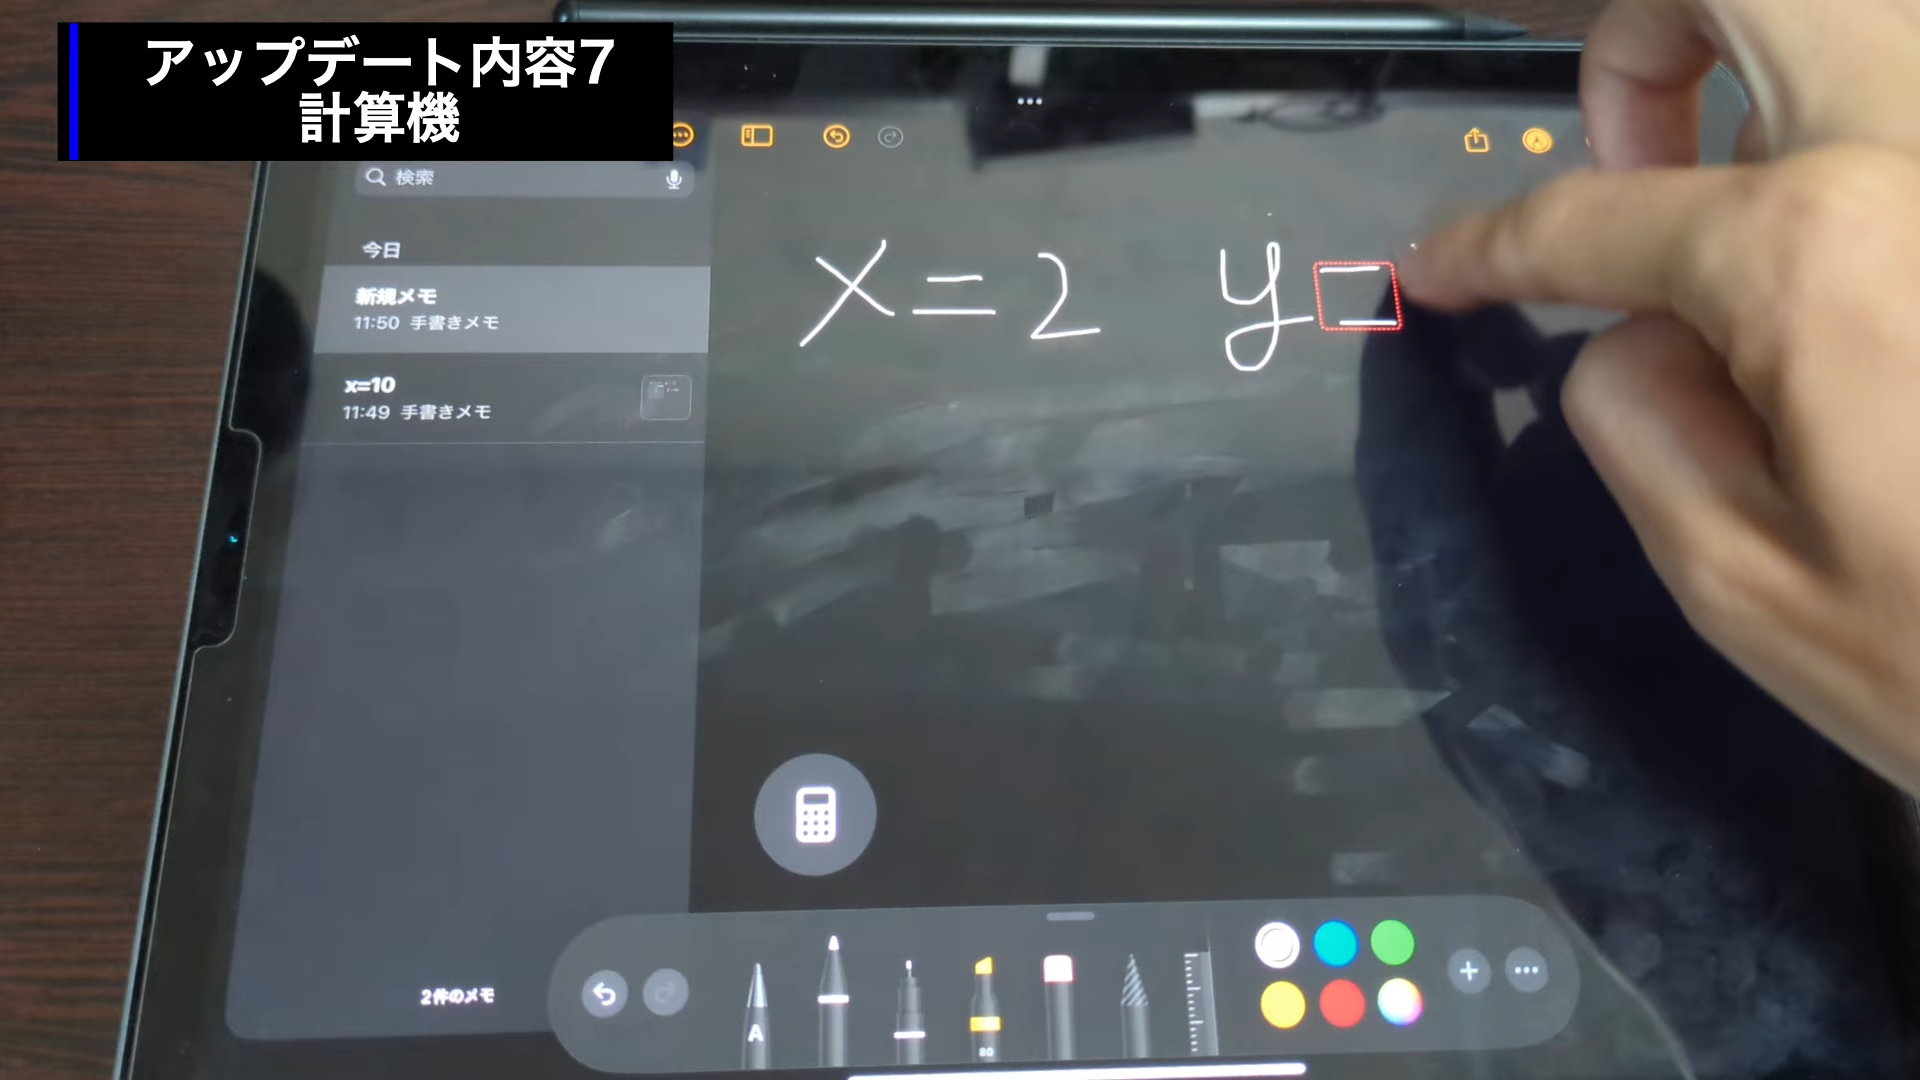 アップデート内容7
計算機
検索
今日
新規メモ
11:50 手書きメモ
x=10
11:49 手書きメモ
x=2 y=
2件のメモ
A
80